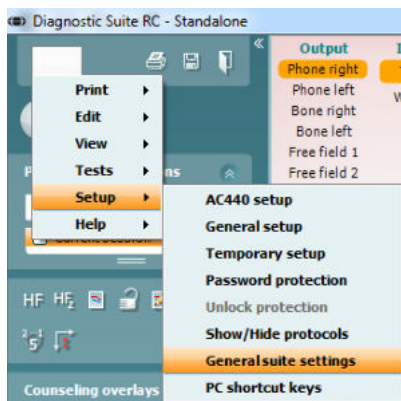 Diagnostic Suite RC - Standalone
Output
Phone right
Phone left
Bone right
Bone left
Free field 1
Free field 2
Print
Edit
View
Tests
Setup
Help
AC440 setup
General setup
Temporary setup
Password protection
Unlock protection
Show/Hide protocols
General suite settings
PC shortcut keys
HF HF₂
Counseling overlays